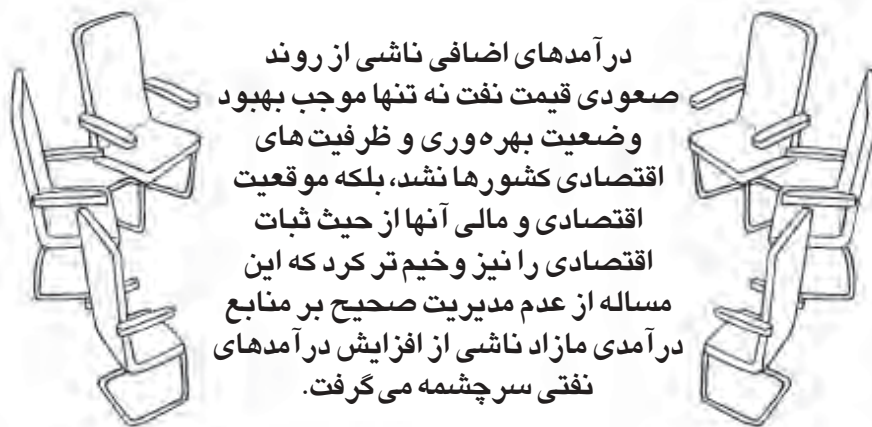 درآمدهای اضافی ناشی از روند
صعودی قیمت نفت نه تنها موجب بهبود
وضعیت بهره‌وری و ظرفیت‌های
اقتصادی کشورها نشد، بلکه موقعیت
اقتصادی و مالی آنها از حیث ثبات
اقتصادی را نیز وخیم‌تر کرد که این
مساله از عدم مدیریت صحیح بر منابع
درآمدی مازاد ناشی از افزایش درآمدهای
نفتی سرچشمه می‌گرفت.